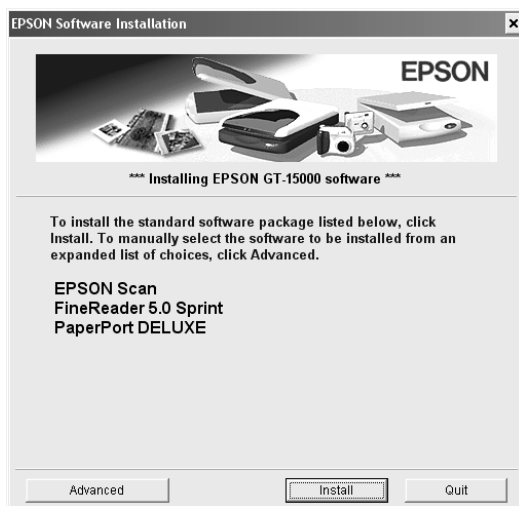 EPSON Software Installation
EPSON
*** Installing EPSON GT-15000 software ***
To install the standard software package listed below, click
Install. To manually select the software to be installed from an
expanded list of choices, click Advanced.
EPSON Scan
FineReader 5.0 Sprint
PaperPort DELUXE
Advanced
Install
Quit